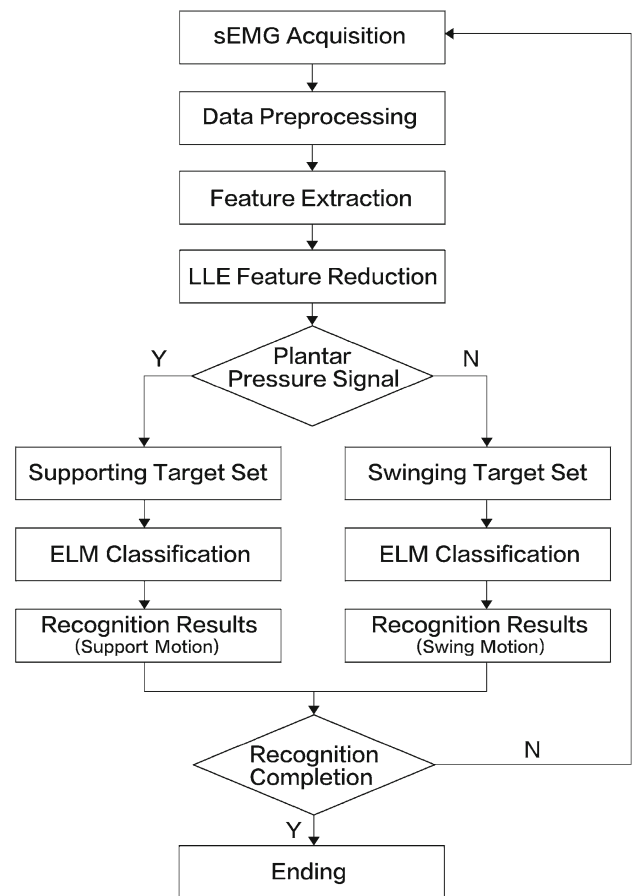 sEMG Acquisition
Data Preprocessing
Feature Extraction
LLE Feature Reduction
Plantar
Pressure Signal
Y
N
Supporting Target Set
Swinging Target Set
ELM Classification
ELM Classification
Recognition Results
(Support Motion)
Recognition Results
(Swing Motion)
Recognition
Completion
N
Y
Ending